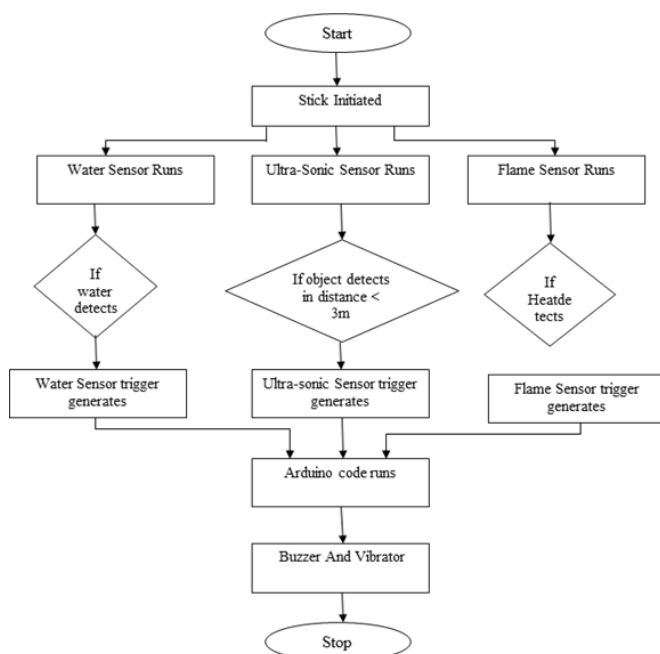 Start
Stick Initiated
Water Sensor Runs
Ultra-Sonic Sensor Runs
Flame Sensor Runs
If
water
detects
If object detects
in distance <
3m
If
Heatde
tects
Water Sensor trigger
generates
Ultra-sonic Sensor trigger
generates
Flame Sensor trigger
generates
Arduino code runs
Buzzer And Vibrator
Stop